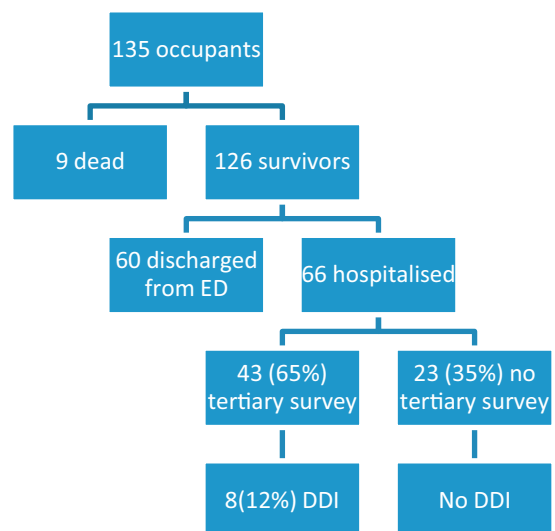 135 occupants
9 dead
126 survivors
60 discharged
from ED
66 hospitalised
43 (65%)
tertiary survey
23 (35%) no
tertiary survey
8(12%) DDI
No DDI